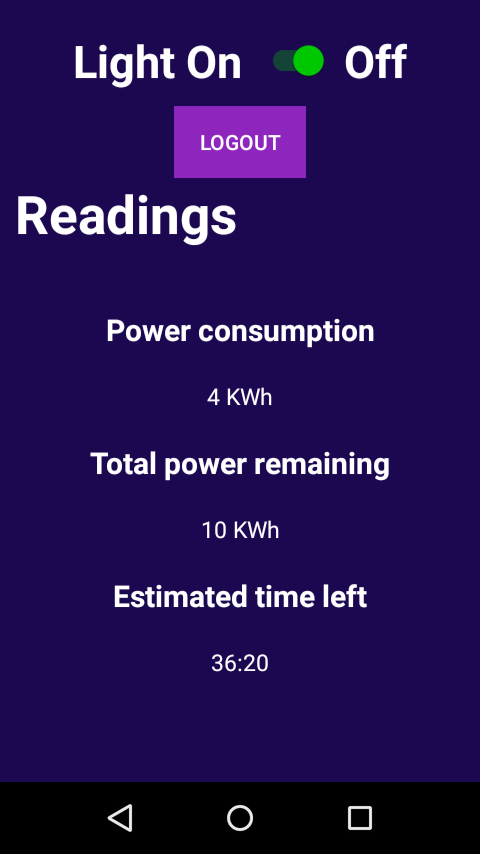 Light On Off
LOGOUT
Readings
Power consumption
4 KWh
Total power remaining
10 KWh
Estimated time left
36:20